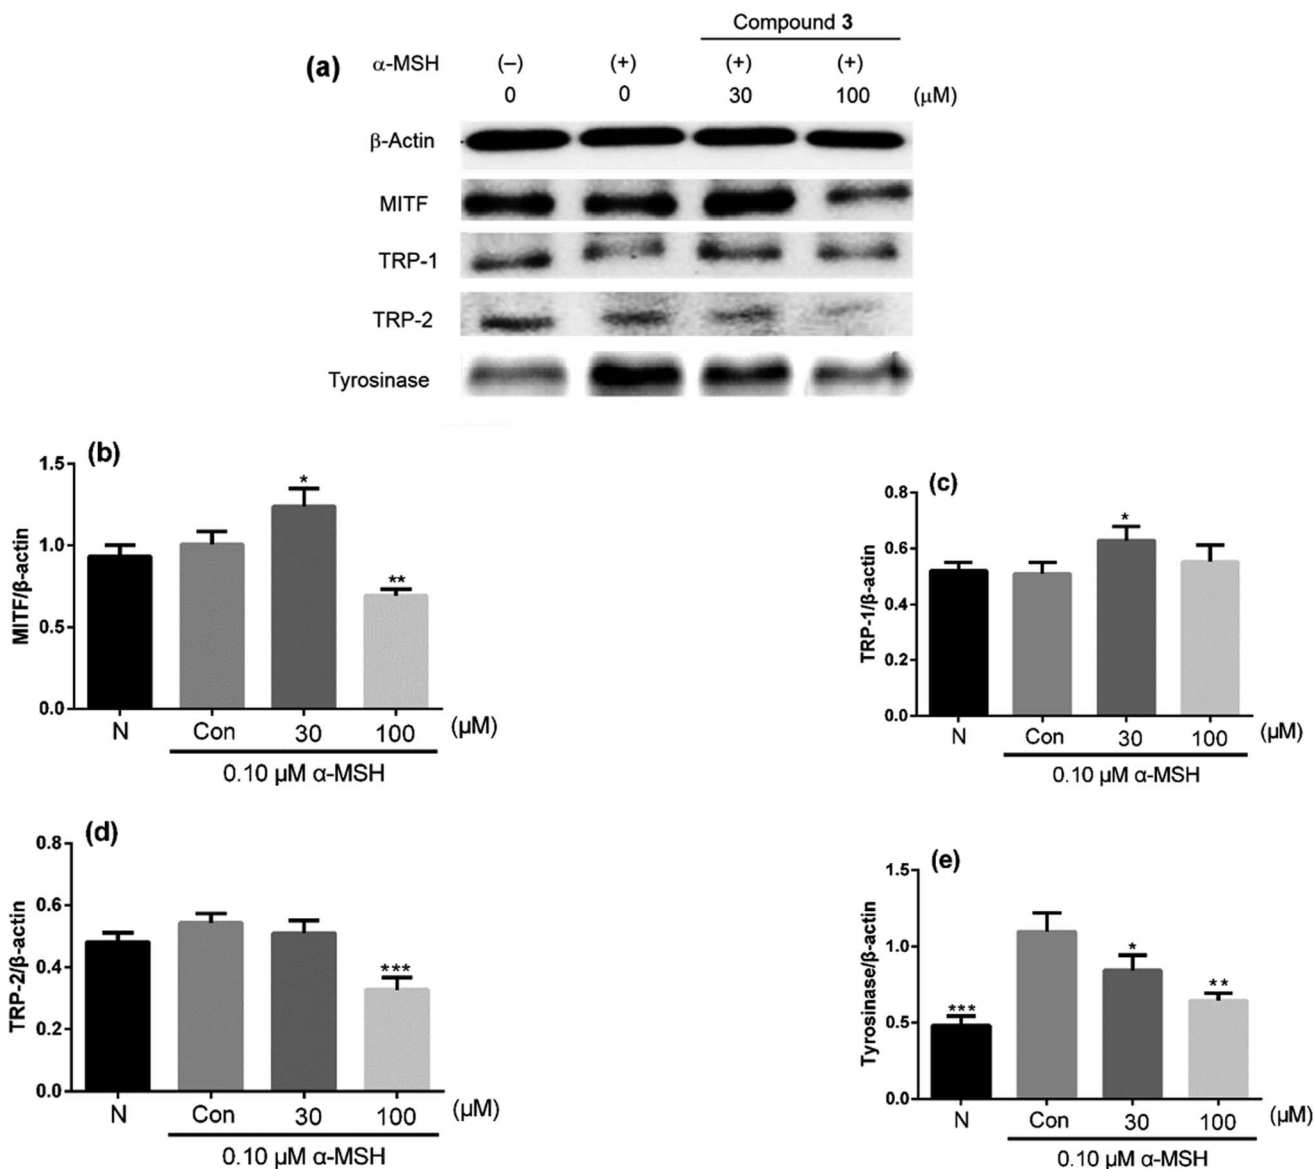 Compound 3
(a) α-MSH (–) (+) (+) (+)
0 0 30 100 (μM)
β-Actin
MITF
TRP-1
TRP-2
Tyrosinase
(b)
MITF/β-actin
1.5
1.0
0.5
0.0
*
**
N Con 30 100 (μM)
0.10 μM α-MSH
(c)
TRP-1/β-actin
0.8
0.6
0.4
0.2
0.0
*
N Con 30 100 (μM)
0.10 μM α-MSH
(d)
TRP-2/β-actin
0.8
0.6
0.4
0.2
0.0
***
N Con 30 100 (μM)
0.10 μM α-MSH
(e)
Tyrosinase/β-actin
1.5
1.0
0.5
0.0
***
*
**
N Con 30 100 (μM)
0.10 μM α-MSH